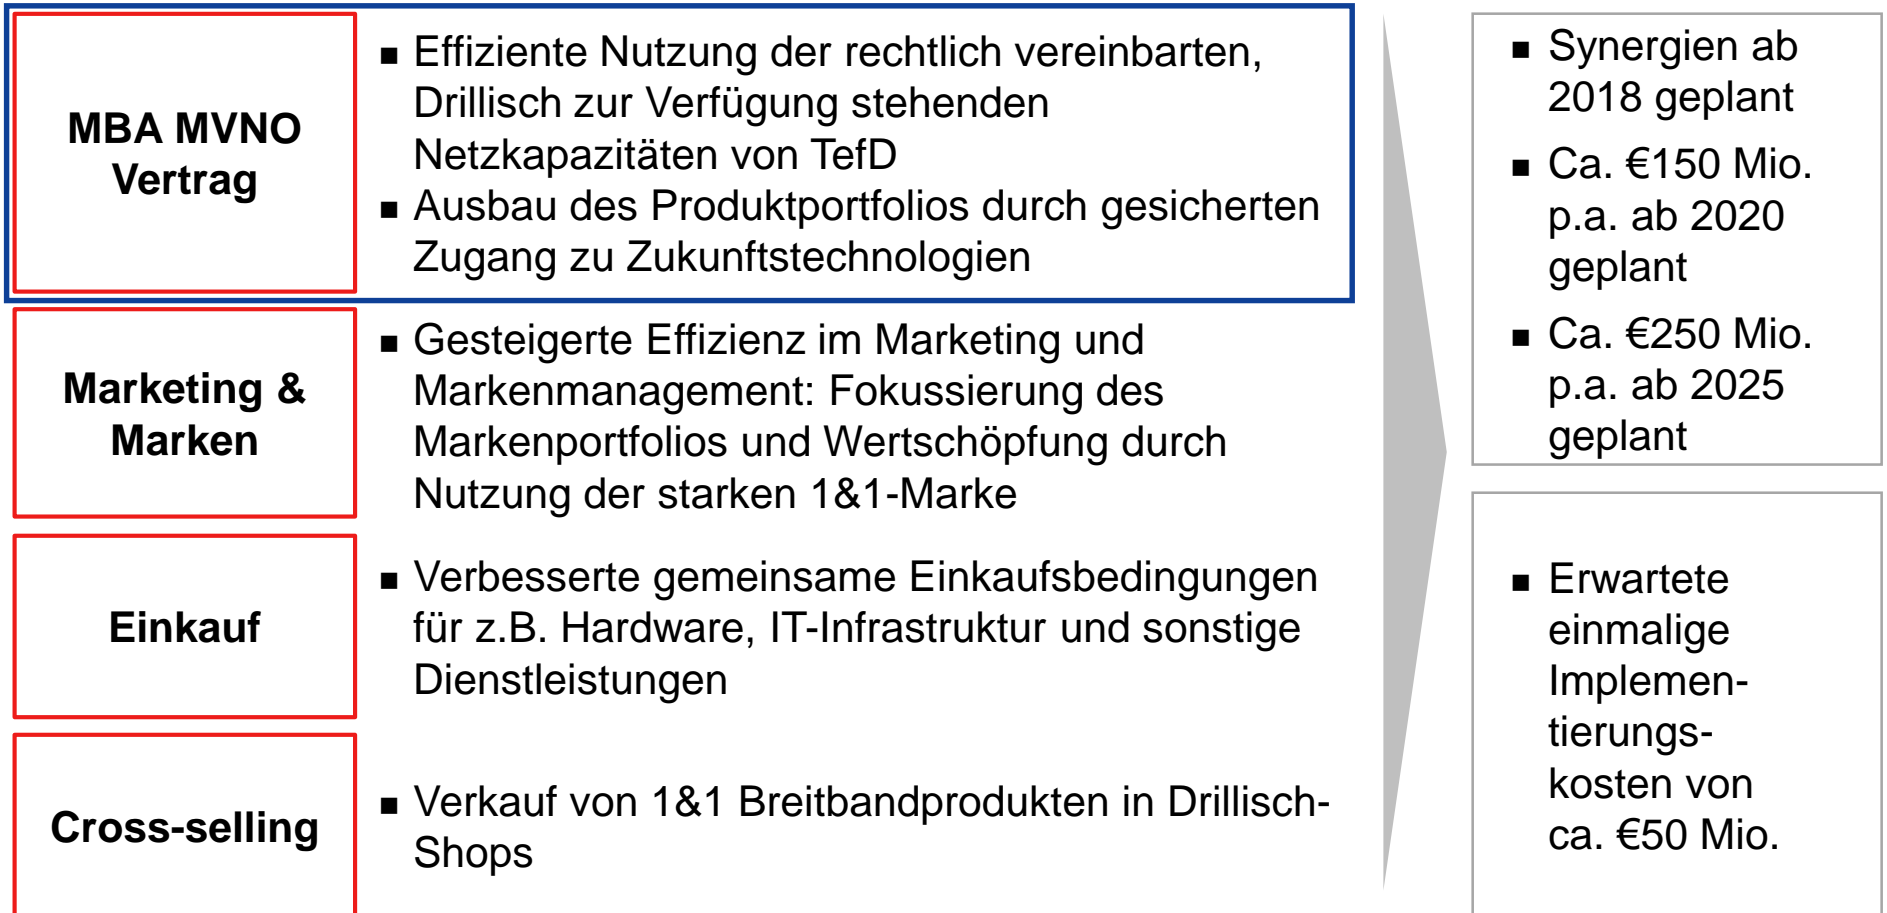 MBA MVNO
Vertrag
■ Effiziente Nutzung der rechtlich vereinbarten,
Drillisch zur Verfügung stehenden
Netzkapazitäten von TefD
■ Ausbau des Produktportfolios durch gesicherten
Zugang zu Zukunftstechnologien
Marketing &
Marken
■ Gesteigerte Effizienz im Marketing und
Markenmanagement: Fokussierung des
Markenportfolios und Wertschöpfung durch
Nutzung der starken 1&1-Marke
Einkauf
■ Verbesserte gemeinsame Einkaufsbedingungen
für z.B. Hardware, IT-Infrastruktur und sonstige
Dienstleistungen
Cross-selling
■ Verkauf von 1&1 Breitbandprodukten in Drillisch-
Shops
■ Synergien ab
2018 geplant
■ Ca. €150 Mio.
p.a. ab 2020
geplant
■ Ca. €250 Mio.
p.a. ab 2025
geplant
■ Erwartete
einmalige
Implemen-
tierungs-
kosten von
ca. €50 Mio.